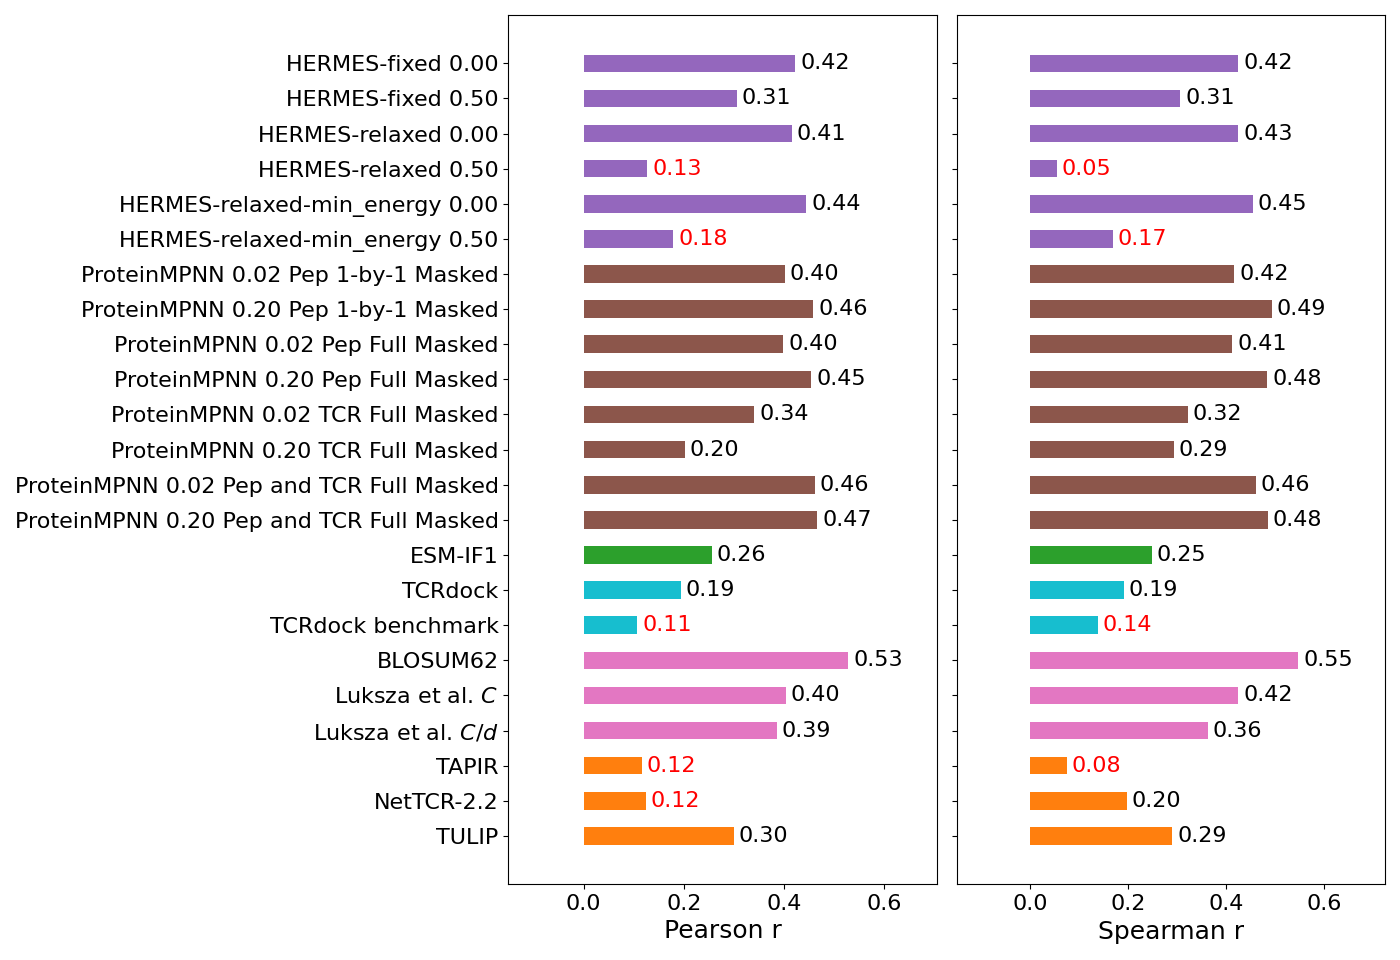 HERMES-fixed 0.00 0.42 0.42
HERMES-fixed 0.50 0.31 0.31
HERMES-relaxed 0.00 0.41 0.43
HERMES-relaxed 0.50 0.13 0.05
HERMES-relaxed-min_energy 0.00 0.44 0.45
HERMES-relaxed-min_energy 0.50 0.18 0.17
ProteinMPNN 0.02 Pep 1-by-1 Masked 0.40 0.42
ProteinMPNN 0.20 Pep 1-by-1 Masked 0.46 0.49
ProteinMPNN 0.02 Pep Full Masked 0.40 0.41
ProteinMPNN 0.20 Pep Full Masked 0.45 0.48
ProteinMPNN 0.02 TCR Full Masked 0.34 0.32
ProteinMPNN 0.20 TCR Full Masked 0.20 0.29
ProteinMPNN 0.02 Pep and TCR Full Masked 0.46 0.46
ProteinMPNN 0.20 Pep and TCR Full Masked 0.47 0.48
ESM-IF1 0.26 0.25
TCRdock 0.19 0.19
TCRdock benchmark 0.11 0.14
BLOSUM62 0.53 0.55
Luksza et al. C 0.40 0.42
Luksza et al. C/d 0.39 0.36
TAPIR 0.12 0.08
NetTCR-2.2 0.12 0.20
TULIP 0.30 0.29
0.0 0.2 0.4 0.6 0.0 0.2 0.4 0.6
Pearson r Spearman r